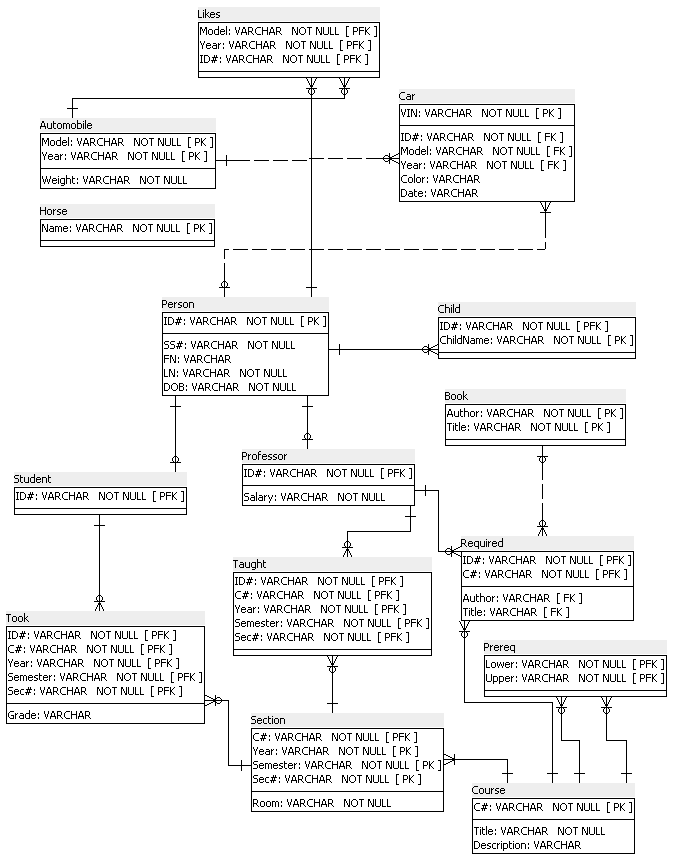 Likes
Model: VARCHAR NOT NULL [ PFK ]
Year: VARCHAR NOT NULL [ PFK ]
ID#: VARCHAR NOT NULL [ PFK ]
Car
VIN: VARCHAR NOT NULL [ PK ]
ID#: VARCHAR NOT NULL [ FK ]
Model: VARCHAR NOT NULL [ FK ]
Year: VARCHAR NOT NULL [ FK ]
Color: VARCHAR
Date: VARCHAR
Automobile
Model: VARCHAR NOT NULL [ PK ]
Year: VARCHAR NOT NULL [ PK ]
Weight: VARCHAR NOT NULL
Horse
Name: VARCHAR NOT NULL [ PK ]
Person
ID#: VARCHAR NOT NULL [ PK ]
SS#: VARCHAR NOT NULL
FN: VARCHAR
LN: VARCHAR NOT NULL
DOB: VARCHAR NOT NULL
Child
ID#: VARCHAR NOT NULL [ PFK ]
ChildName: VARCHAR NOT NULL [ PK ]
Book
Author: VARCHAR NOT NULL [ PK ]
Title: VARCHAR NOT NULL [ PK ]
Professor
ID#: VARCHAR NOT NULL [ PFK ]
Salary: VARCHAR NOT NULL
Student
ID#: VARCHAR NOT NULL [ PFK ]
Required
ID#: VARCHAR NOT NULL [ PFK ]
C#: VARCHAR NOT NULL [ PFK ]
Author: VARCHAR [ FK ]
Title: VARCHAR [ FK ]
Taught
ID#: VARCHAR NOT NULL [ PFK ]
C#: VARCHAR NOT NULL [ PFK ]
Year: VARCHAR NOT NULL [ PFK ]
Semester: VARCHAR NOT NULL [ PFK ]
Sec#: VARCHAR NOT NULL [ PFK ]
Took
ID#: VARCHAR NOT NULL [ PFK ]
C#: VARCHAR NOT NULL [ PFK ]
Year: VARCHAR NOT NULL [ PFK ]
Semester: VARCHAR NOT NULL [ PFK ]
Sec#: VARCHAR NOT NULL [ PFK ]
Grade: VARCHAR
Prereq
Lower: VARCHAR NOT NULL [ PFK ]
Upper: VARCHAR NOT NULL [ PFK ]
Section
C#: VARCHAR NOT NULL [ PFK ]
Year: VARCHAR NOT NULL [ PK ]
Semester: VARCHAR NOT NULL [ PK ]
Sec#: VARCHAR NOT NULL [ PK ]
Room: VARCHAR NOT NULL
Course
C#: VARCHAR NOT NULL [ PK ]
Title: VARCHAR NOT NULL
Description: VARCHAR